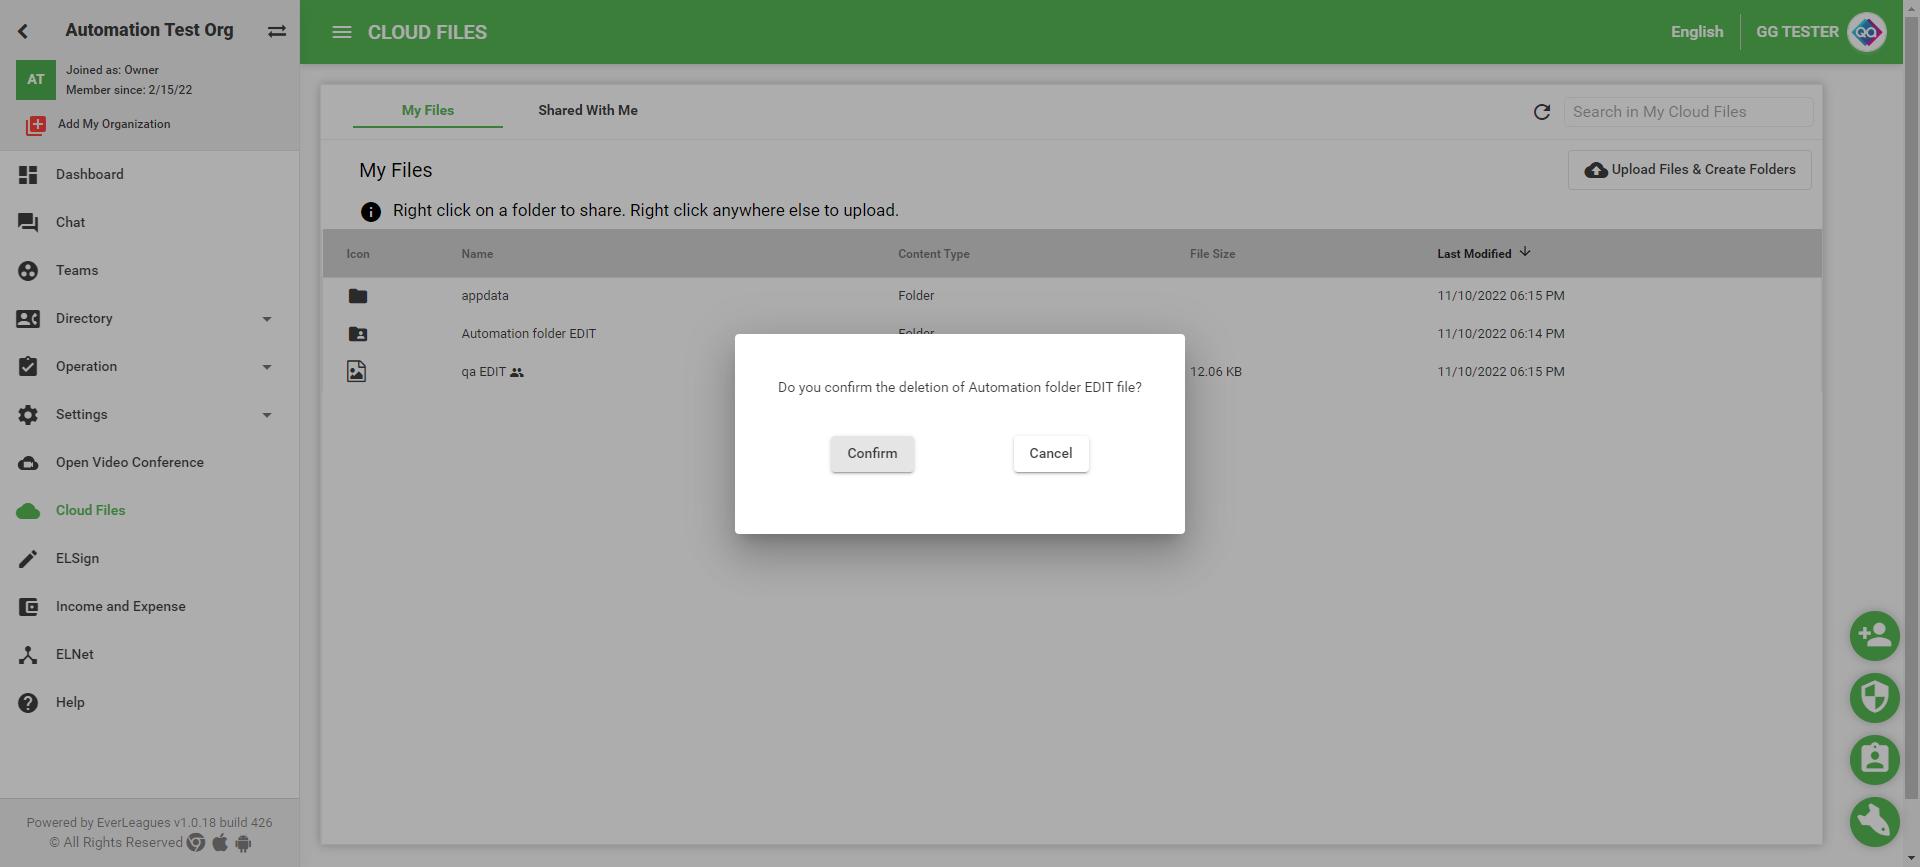 Automation Test Org
AT
Joined as: Owner
Member since: 2/15/22
Add My Organization
Dashboard
Chat
Teams
Directory
Operation
Settings
Open Video Conference
Cloud Files
ELSign
Income and Expense
ELNet
Help
Powered by EverLeagues v1.0.18 build 426
© All Rights Reserved
CLOUD FILES
English
GG TESTER
QA
My Files
Shared With Me
Search in My Cloud Files
My Files
Upload Files & Create Folders
Right click on a folder to share. Right click anywhere else to upload.
Icon Name Content Type File Size Last Modified
appdata Folder 11/10/2022 06:15 PM
Automation folder EDIT Folder 11/10/2022 06:14 PM
qa EDIT 12.06 KB 11/10/2022 06:15 PM
Do you confirm the deletion of Automation folder EDIT file?
Confirm
Cancel